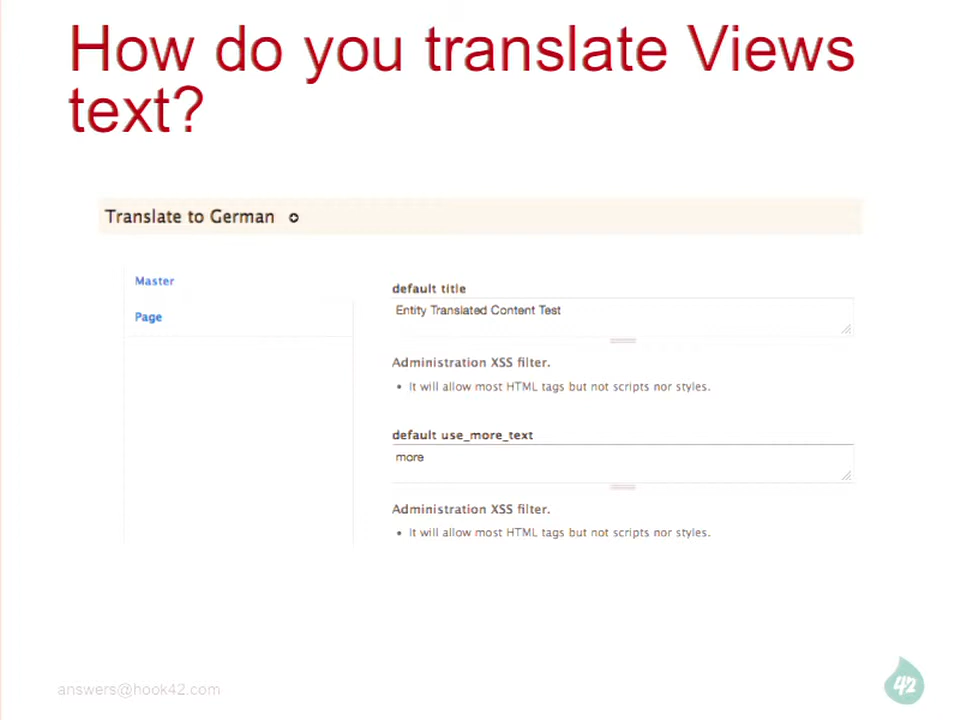 How do you translate Views
text?
Translate to German
Master
Page
default title
Entity Translated Content Test
Administration XSS filter.
• It will allow most HTML tags but not scripts nor styles.
default use_more_text
more
Administration XSS filter.
• It will allow most HTML tags but not scripts nor styles.
answers@hook42.com
42